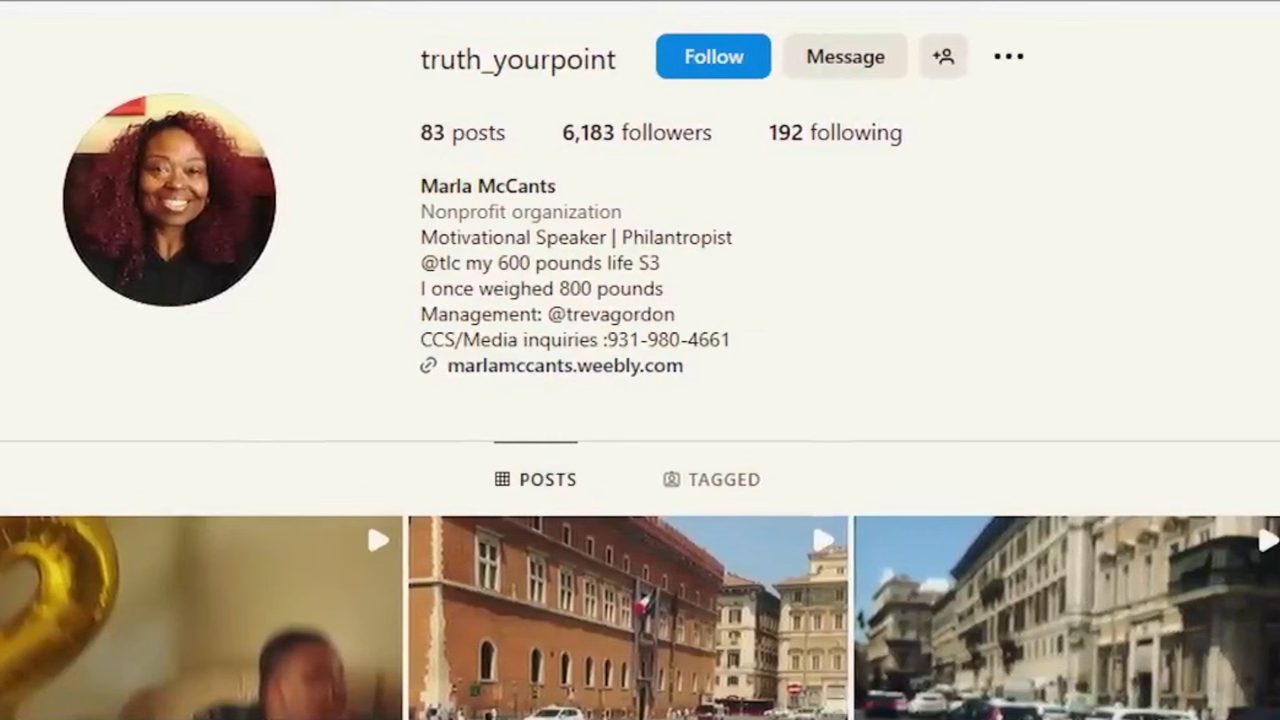 truth_yourpoint Follow Message
83 posts 6,183 followers 192 following
Marla McCants
Nonprofit organization
Motivational Speaker | Philantropist
@tlc my 600 pounds life S3
I once weighed 800 pounds
Management: @trevagordon
CCS/Media inquiries :931-980-4661
marlamccants.weebly.com
POSTS TAGGED